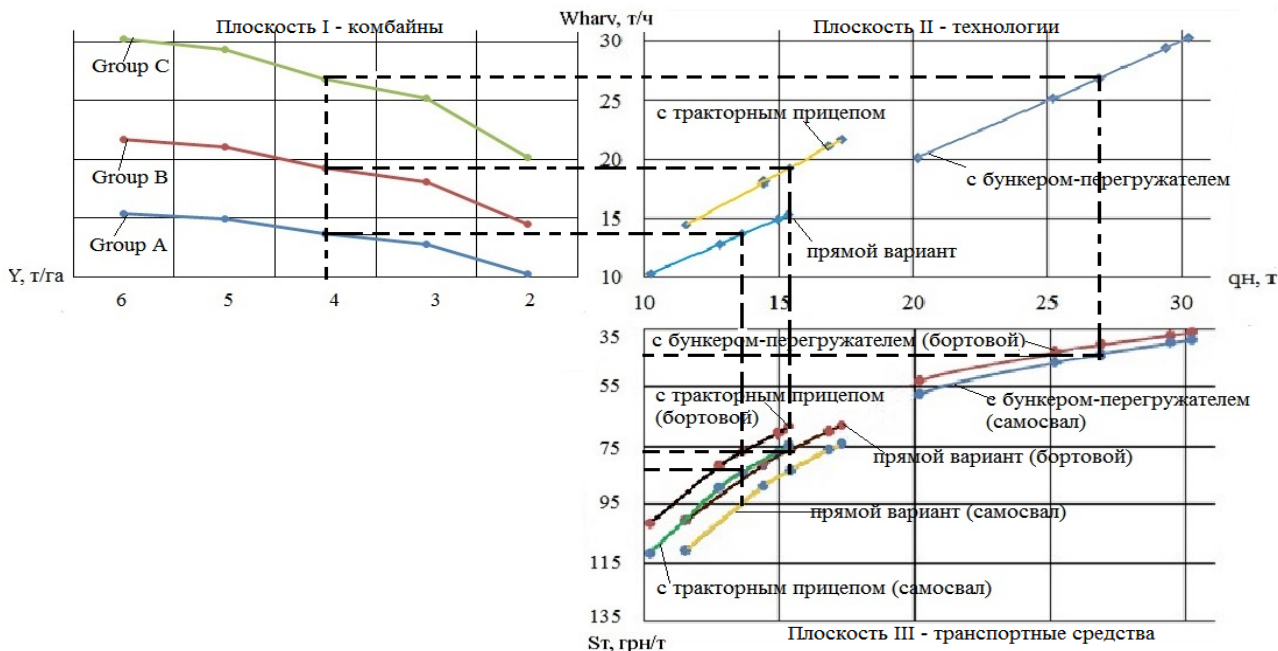 Wharv, т/ч
Плоскость I - комбайны
Плоскость II - технологии
30
Group C
25
с тракторным прицепом
20
Group B
с бункером-перегружателем
15
Group A
прямой вариант
Y, т/га
10
6 5 4 3 2
10 15 20 25 30
qн, т
35
с бункером-перегружателем (бортовой)
55
с тракторным прицепом
(бортовой)
с бункером-перегружателем
(самосвал)
75
прямой вариант (бортовой)
95
прямой вариант (самосвал)
115
с тракторным прицепом (самосвал)
135
Sт, грн/т
Плоскость III - транспортные средства